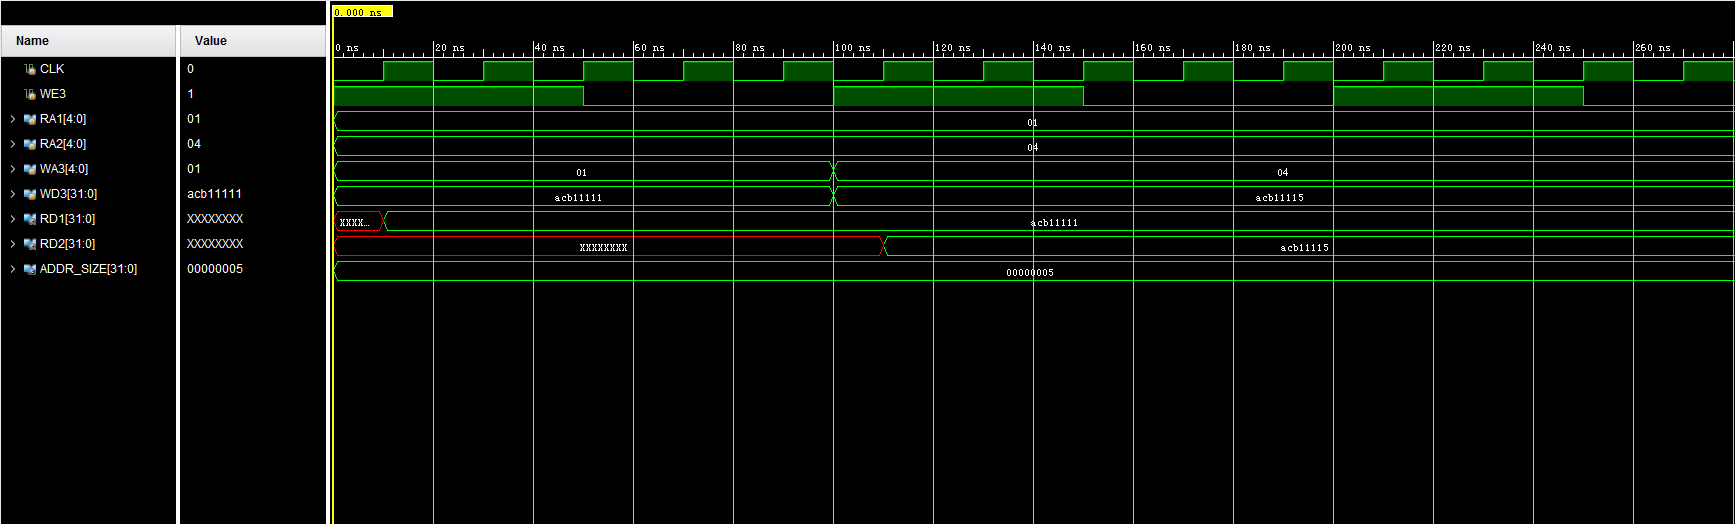 0.000 ns
Name Value
0 ns 20 ns 40 ns 60 ns 80 ns 100 ns 120 ns 140 ns 160 ns 180 ns 200 ns 220 ns 240 ns 260 ns
CLK 0
WE3 1
RA1[4:0] 01 01
RA2[4:0] 04 04
WA3[4:0] 01 01 04
WD3[31:0] acb11111 acb11111 acb11115
RD1[31:0] XXXXXXXX XXXX... acb11111
RD2[31:0] XXXXXXXX XXXXXXXX acb11115
ADDR_SIZE[31:0] 00000005 00000005